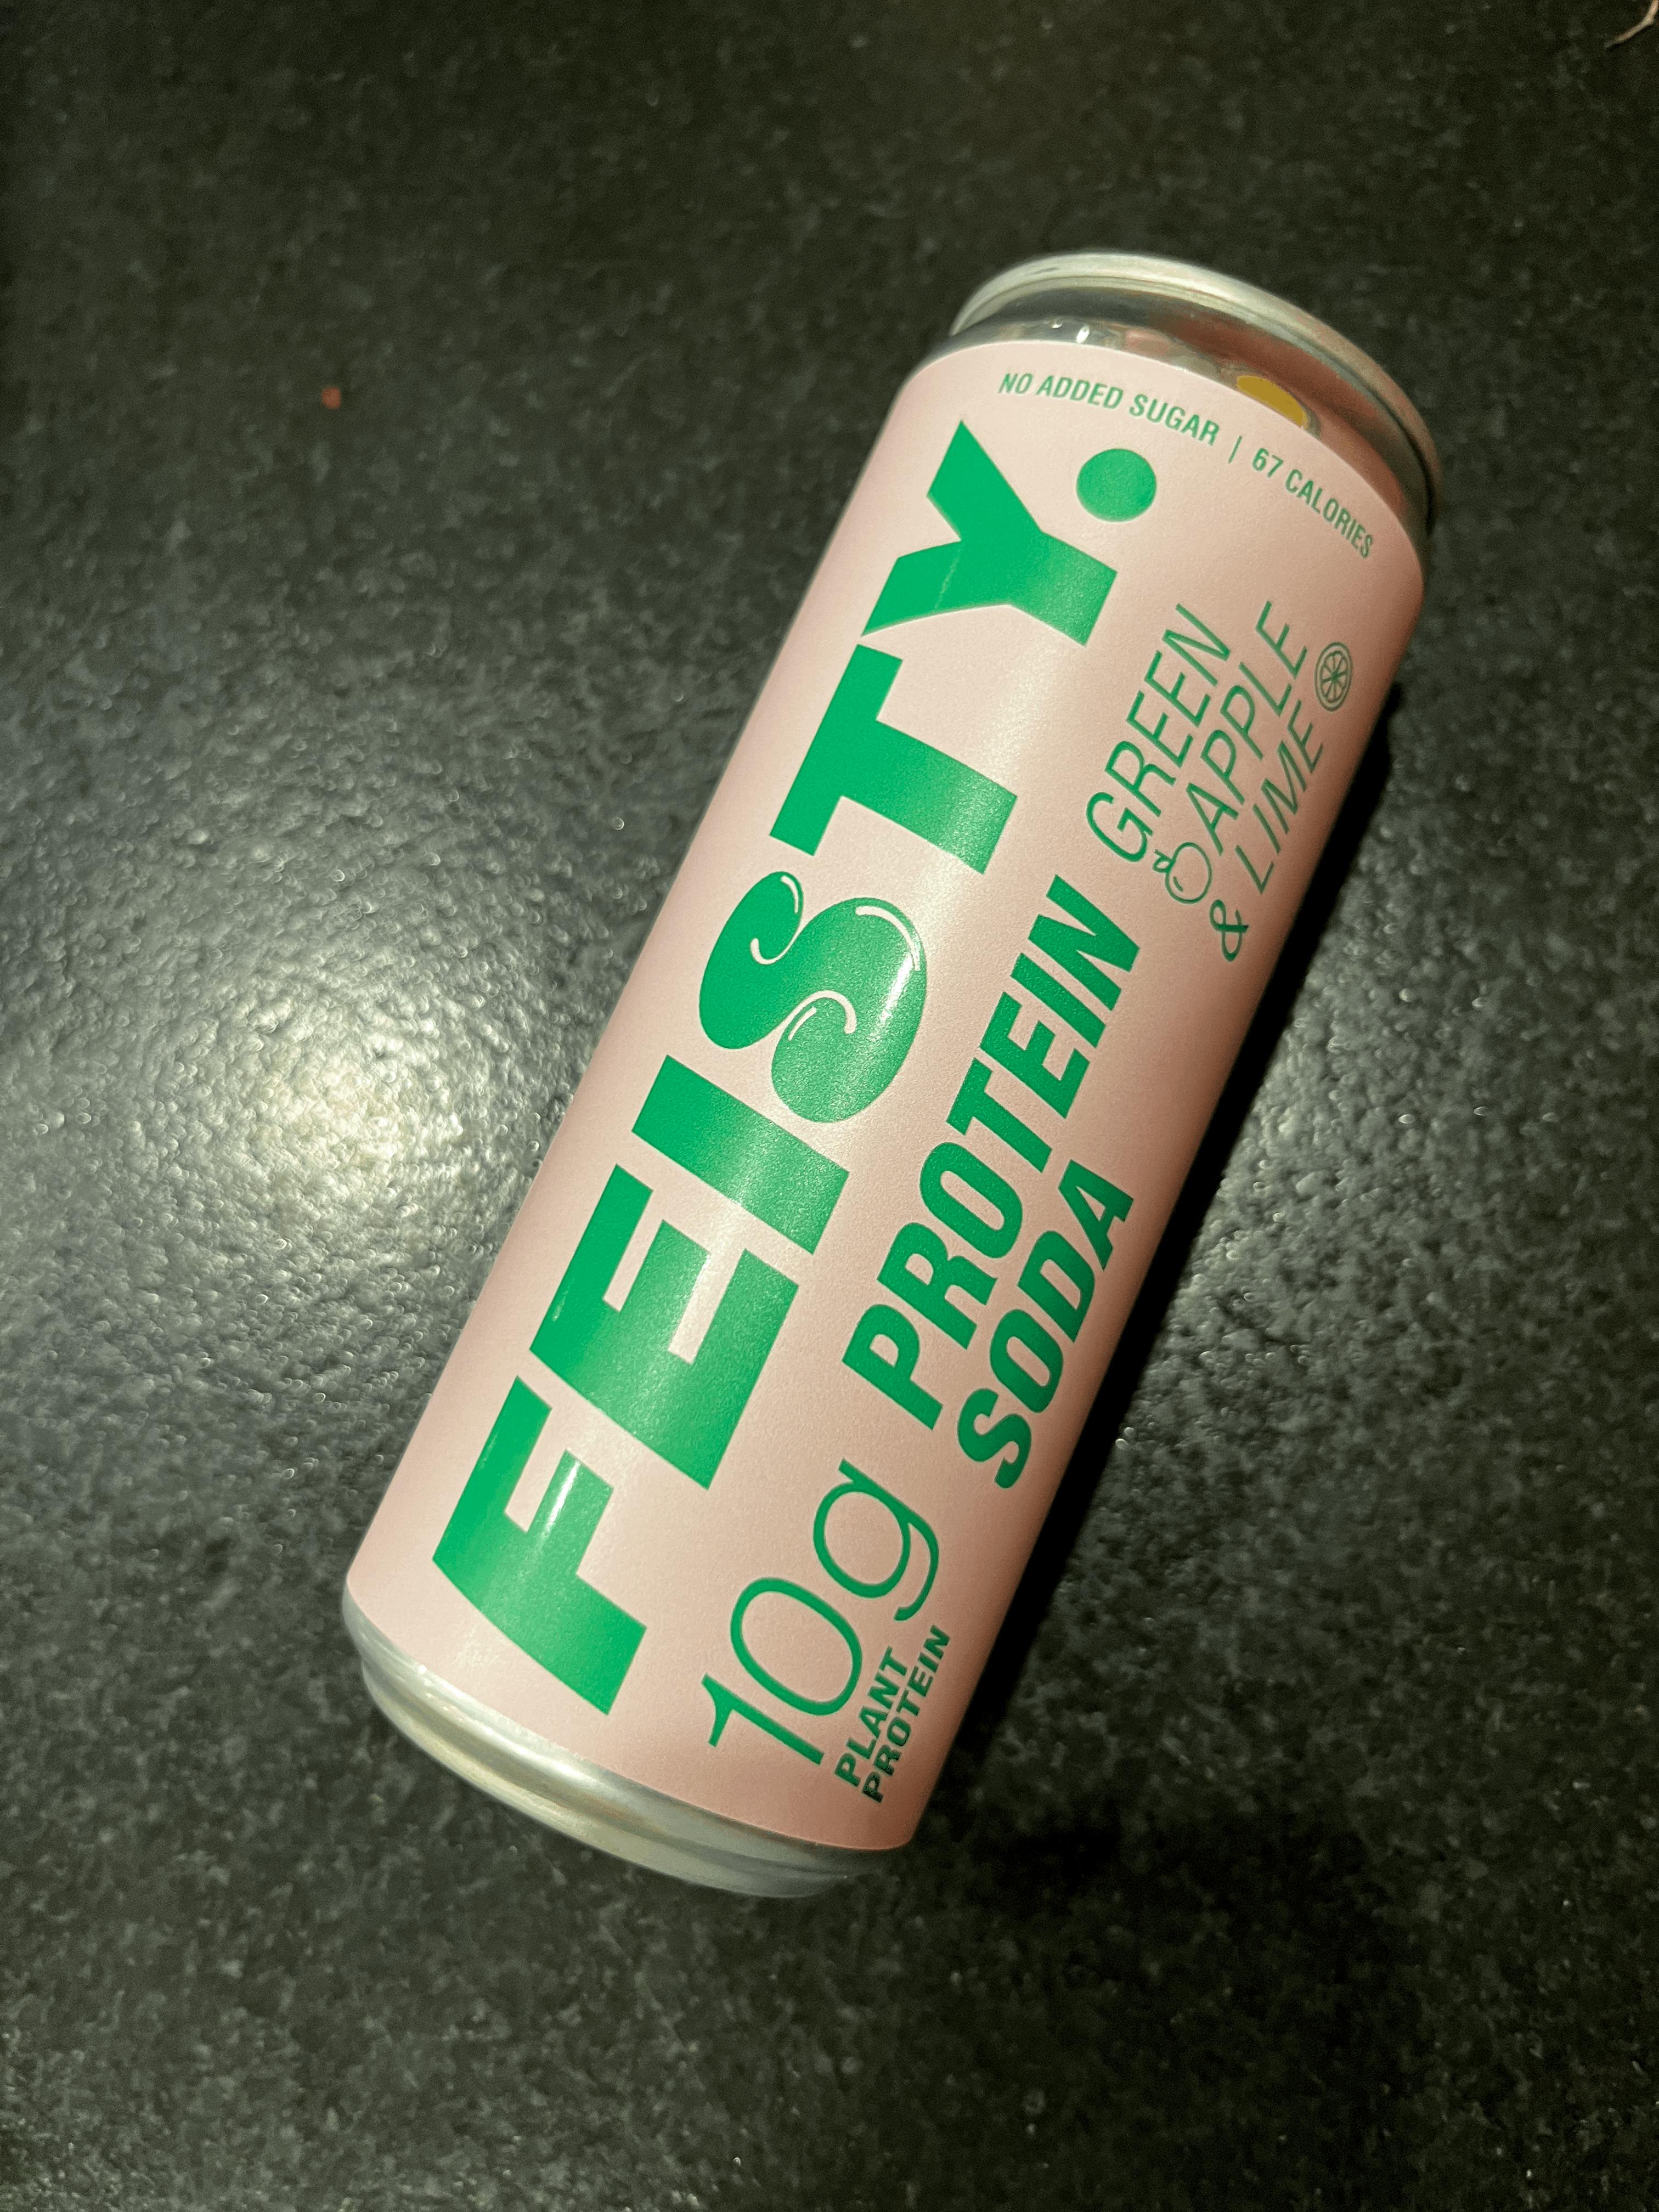 NO ADDED SUGAR | 67 CALORIES
FEISTY.
10g
PLANT
PROTEIN
PROTEIN
SODA
GREEN
APPLE
& LIME